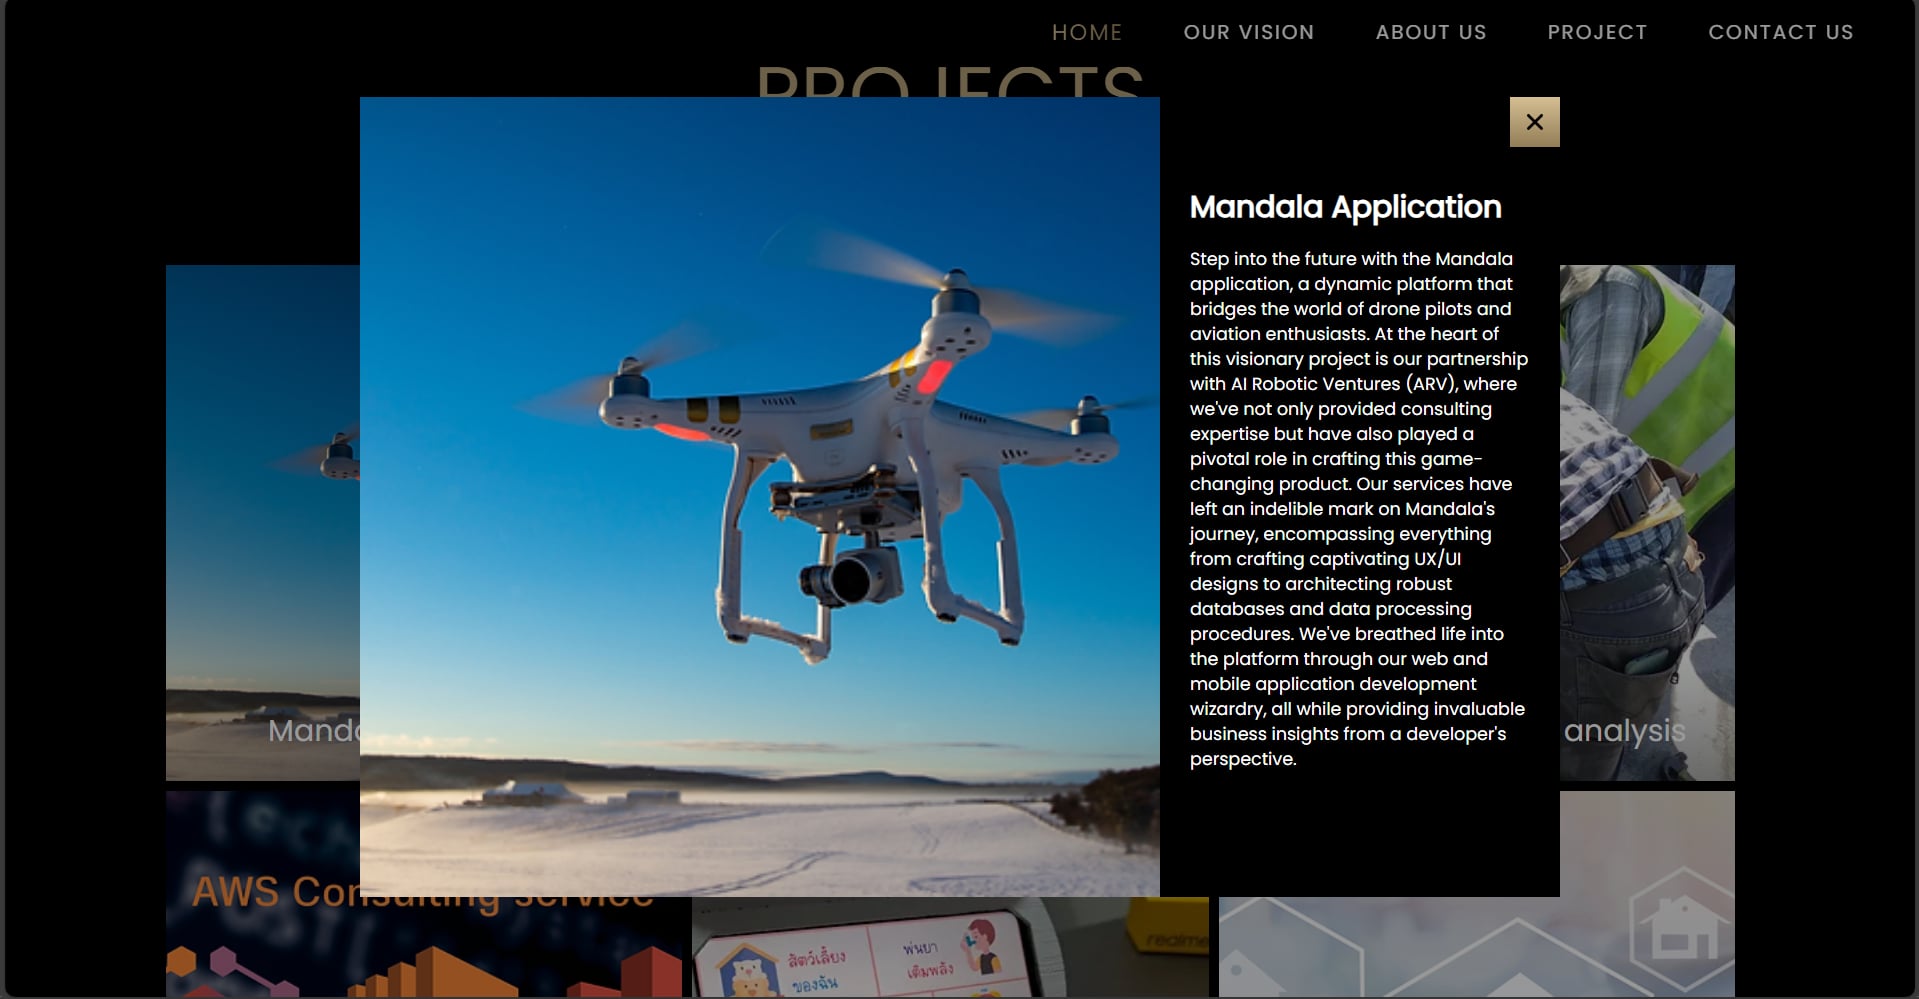 HOME OUR VISION ABOUT US PROJECT CONTACT US
PROJECTS
Mandala Application
Step into the future with the Mandala
application, a dynamic platform that
bridges the world of drone pilots and
aviation enthusiasts. At the heart of
this visionary project is our partnership
with AI Robotic Ventures (ARV), where
we've not only provided consulting
expertise but have also played a
pivotal role in crafting this game-
changing product. Our services have
left an indelible mark on Mandala's
journey, encompassing everything
from crafting captivating UX/UI
designs to architecting robust
databases and data processing
procedures. We've breathed life into
the platform through our web and
mobile application development
wizardry, all while providing invaluable
business insights from a developer's
perspective.
analysis
AWS Consulting service
สัตว์เลี้ยง
ของฉัน
พ่นยา
เติมพลัง
realme